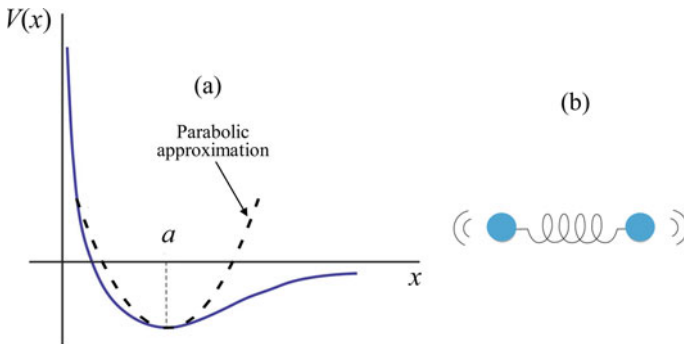 V(x)
(a)
(b)
Parabolic
approximation
a
x